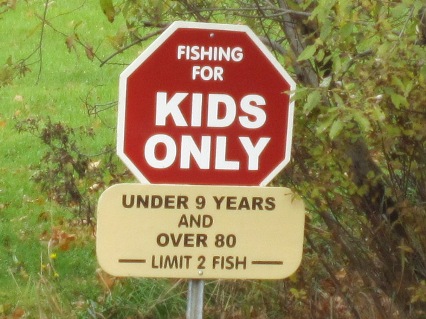 FISHING
FOR
KIDS
ONLY
UNDER 9 YEARS
AND
OVER 80
LIMIT 2 FISH